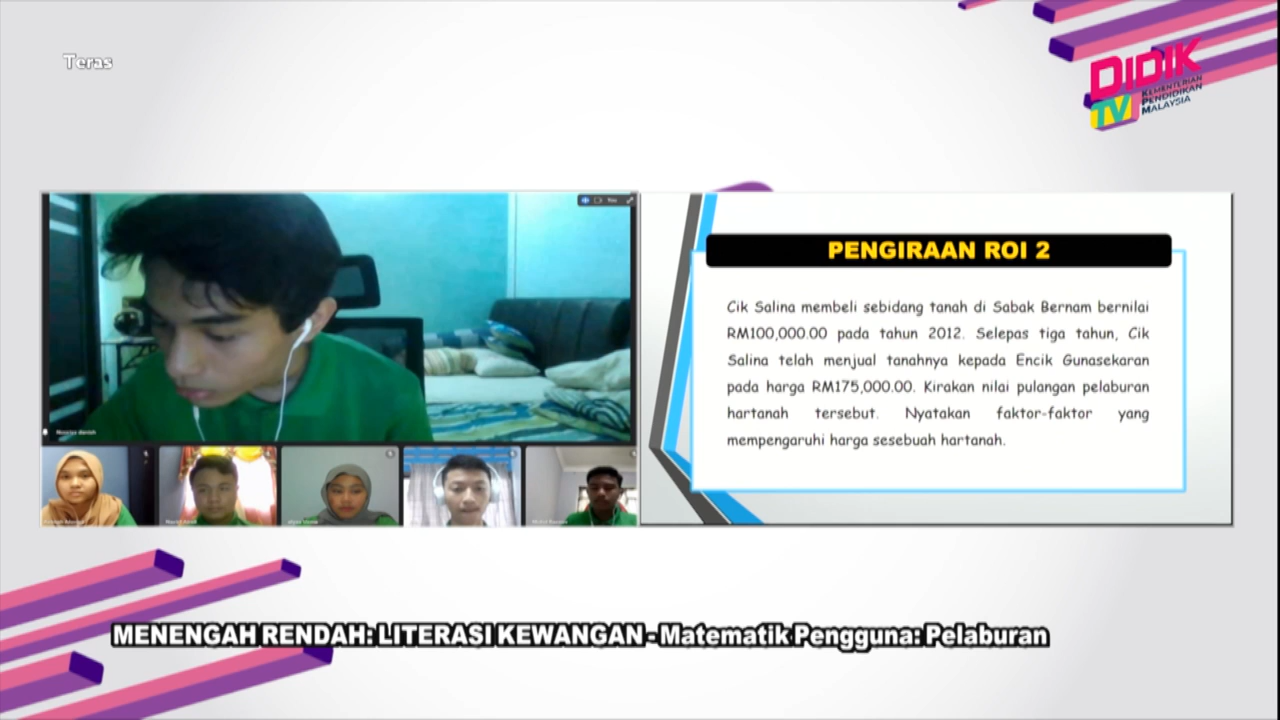 Teras
DIDIK
TV
KEMENTERIAN
PENDIDIKAN
MALAYSIA
PENGIRAAN ROI 2
Cik Salina membeli sebidang tanah di Sabak Bernam bernilai
RM100,000.00 pada tahun 2012. Selepas tiga tahun, Cik
Salina telah menjual tanahnya kepada Encik Gunasekaran
pada harga RM175,000.00. Kirakan nilai pulangan pelaburan
hartanah tersebut. Nyatakan faktor-faktor yang
mempengaruhi harga sesebuah hartanah.
MENENGAH RENDAH: LITERASI KEWANGAN - Matematik Pengguna: Pelaburan